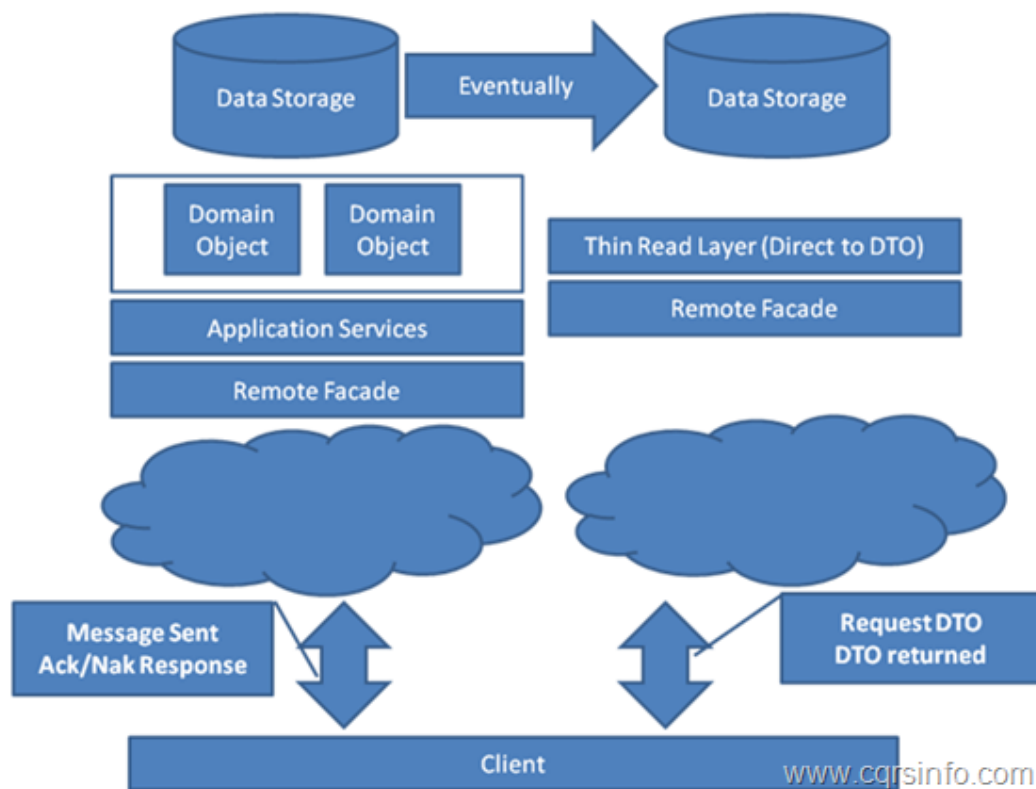 Data Storage
Eventually
Data Storage
Domain
Object
Domain
Object
Thin Read Layer (Direct to DTO)
Application Services
Remote Facade
Remote Facade
Message Sent
Ack/Nak Response
Request DTO
DTO returned
Client
www.cqrsinfo.com